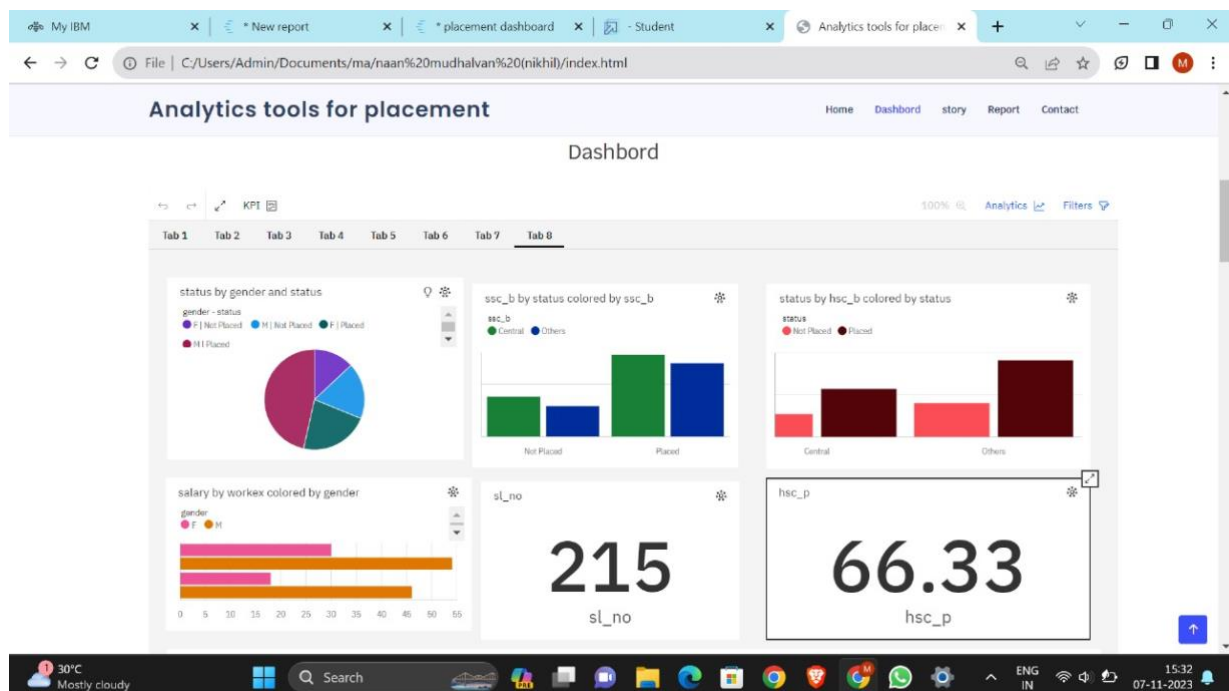 My IBM
* New report
* placement dashboard
- Student
Analytics tools for placen
File | C:/Users/Admin/Documents/ma/naan%20mudhalvan%20(nikhil)/index.html
M
Analytics tools for placement
Home Dashbord story Report Contact
Dashbord
KPI
100%
Analytics
Filters
Tab 1 Tab 2 Tab 3 Tab 4 Tab 5 Tab 6 Tab 7 Tab 8
status by gender and status
gender - status
F | Not Placed M | Not Placed F | Placed
M | Placed
ssc_b by status colored by ssc_b
ssc_b
Central Others
Not Placed Placed
status by hsc_b colored by status
status
Not Placed Placed
Central Others
salary by workex colored by gender
gender
F M
0 5 10 15 20 25 30 35 40 45 50 55
sl_no
215
sl_no
hsc_p
66.33
hsc_p
1
30°C
Mostly cloudy
Search
PRE
M
ENG
IN
15:32
07-11-2023